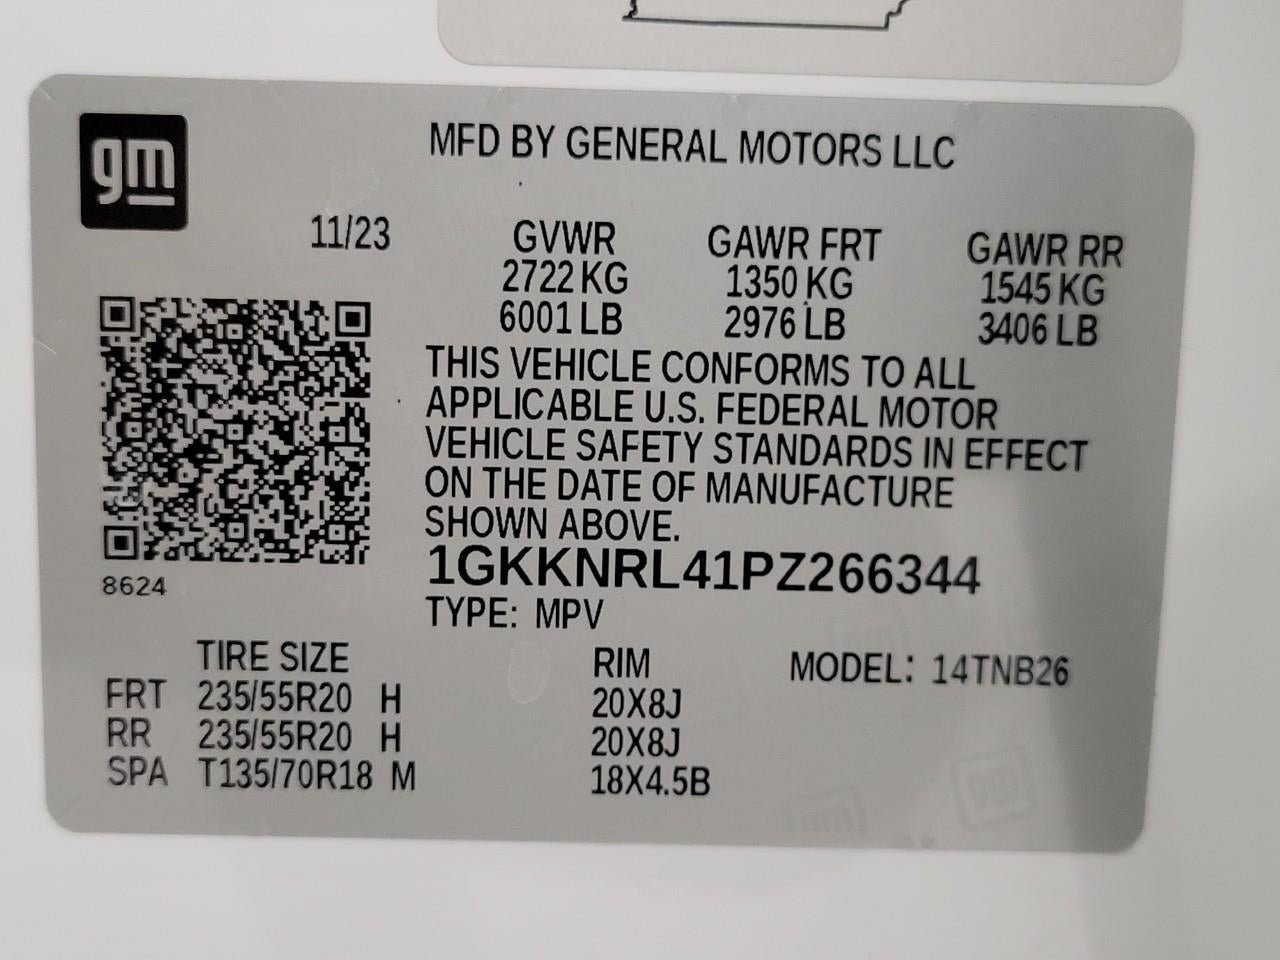 gm
MFD BY GENERAL MOTORS LLC
11/23
GVWR GAWR FRT GAWR RR
2722 KG 1350 KG 1545 KG
6001 LB 2976 LB 3406 LB
THIS VEHICLE CONFORMS TO ALL
APPLICABLE U.S. FEDERAL MOTOR
VEHICLE SAFETY STANDARDS IN EFFECT
ON THE DATE OF MANUFACTURE
SHOWN ABOVE.
8624
1GKKNRL41PZ266344
TYPE: MPV
TIRE SIZE RIM MODEL: 14TNB26
FRT 235/55R20 H 20X8J
RR 235/55R20 H 20X8J
SPA T135/70R18 M 18X4.5B
gm
gm